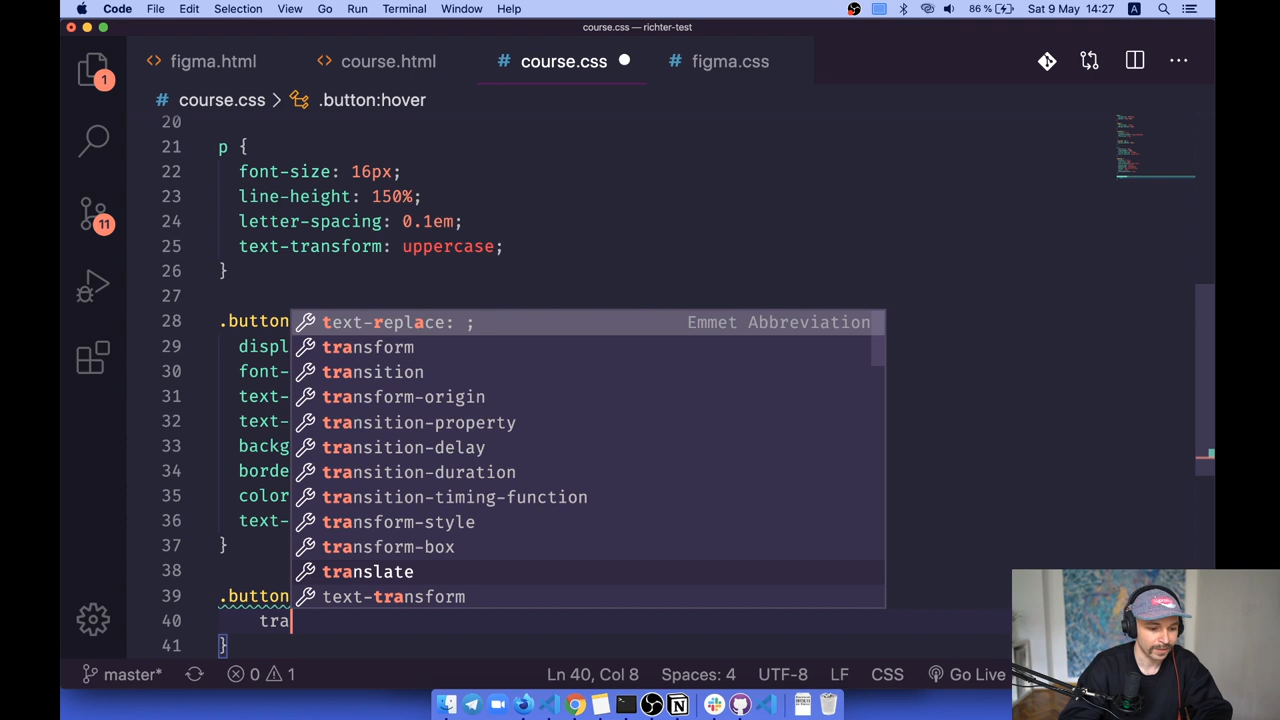 Code File Edit Selection View Go Run Terminal Window Help 86 % Sat 9 May 14:27 A
course.css — richter-test
<> figma.html <> course.html # course.css # figma.css
# course.css > .button:hover
1
11
20
21 p {
22 font-size: 16px;
23 line-height: 150%;
24 letter-spacing: 0.1em;
25 text-transform: uppercase;
26 }
27
28 .button
29 displ
30 font-
31 text-
32 text-
33 backg
34 borde
35 color
36 text-
37 }
38
39 .button
40 tra
41 }
text-replace: ; Emmet Abbreviation
transform
transition
transform-origin
transition-property
transition-delay
transition-duration
transition-timing-function
transform-style
transform-box
translate
text-transform
master* 0 1 Ln 40, Col 8 Spaces: 4 UTF-8 LF CSS Go Live